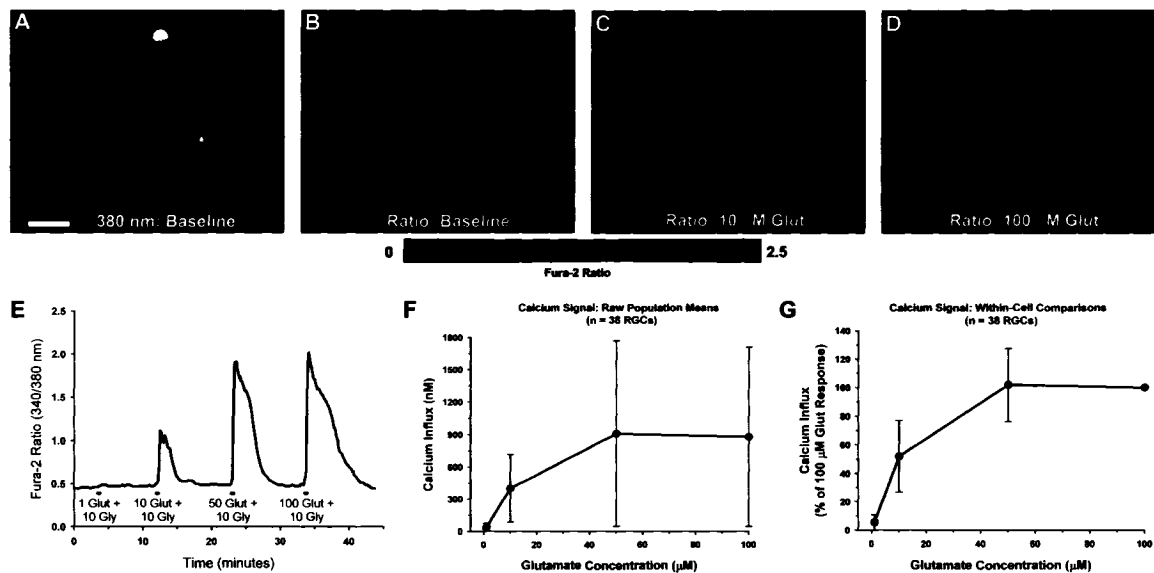 A
B
C
D
380 nm: Baseline
Ratio Baseline
Ratio 10 M Glut
Ratio 100 M Glut
0
2.5
Fura-2 Ratio
E
Fura-2 Ratio (340/380 nm)
2.5
2.0
1.5
1.0
0.5
0.0
1 Glut +
10 Gly
10 Glut +
10 Gly
50 Glut +
10 Gly
100 Glut +
10 Gly
0
10
20
30
40
Time (minutes)
F
Calcium Signal: Raw Population Means
(n = 38 RGCs)
Calcium Influx (nM)
1800
1500
1200
900
600
300
0
0
20
40
60
80
100
Glutamate Concentration (µM)
G
Calcium Signal: Within-Cell Comparisons
(n = 38 RGCs)
Calcium Influx
(% of 100 µM Glut Response)
140
120
100
80
60
40
20
0
0
20
40
60
80
100
Glutamate Concentration (µM)